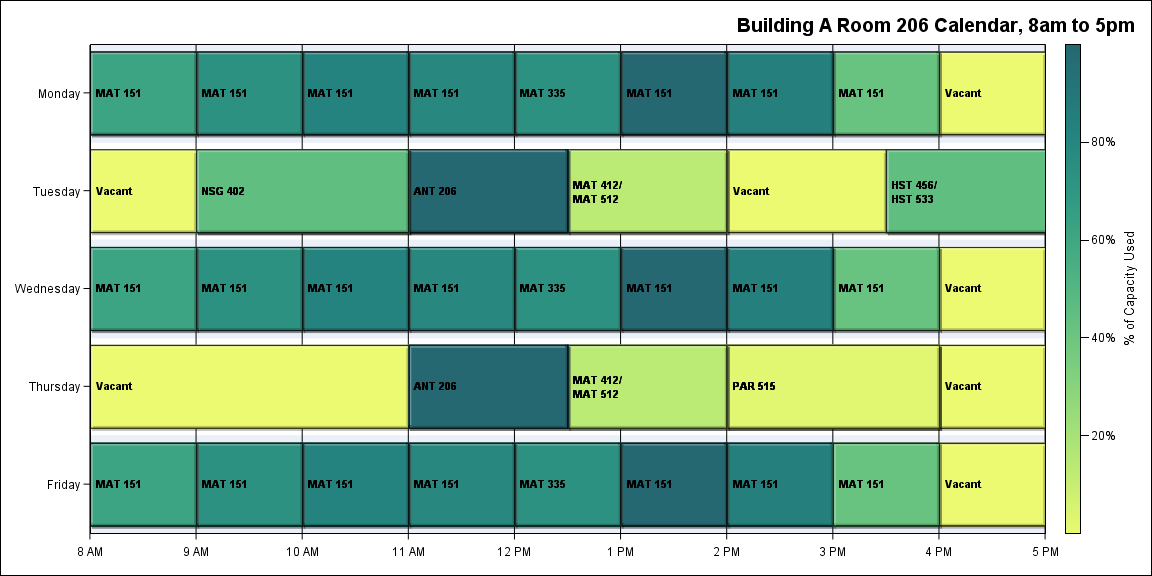 Building A Room 206 Calendar, 8am to 5pm
Monday
MAT 151
MAT 151
MAT 151
MAT 151
MAT 335
MAT 151
MAT 151
MAT 151
Vacant
Tuesday
Vacant
NSG 402
ANT 206
MAT 412/
MAT 512
Vacant
HST 456/
HST 533
Wednesday
MAT 151
MAT 151
MAT 151
MAT 151
MAT 335
MAT 151
MAT 151
MAT 151
Vacant
Thursday
Vacant
ANT 206
MAT 412/
MAT 512
PAR 515
Vacant
Friday
MAT 151
MAT 151
MAT 151
MAT 151
MAT 335
MAT 151
MAT 151
MAT 151
Vacant
8 AM
9 AM
10 AM
11 AM
12 PM
1 PM
2 PM
3 PM
4 PM
5 PM
80%
60%
40%
20%
% of Capacity Used